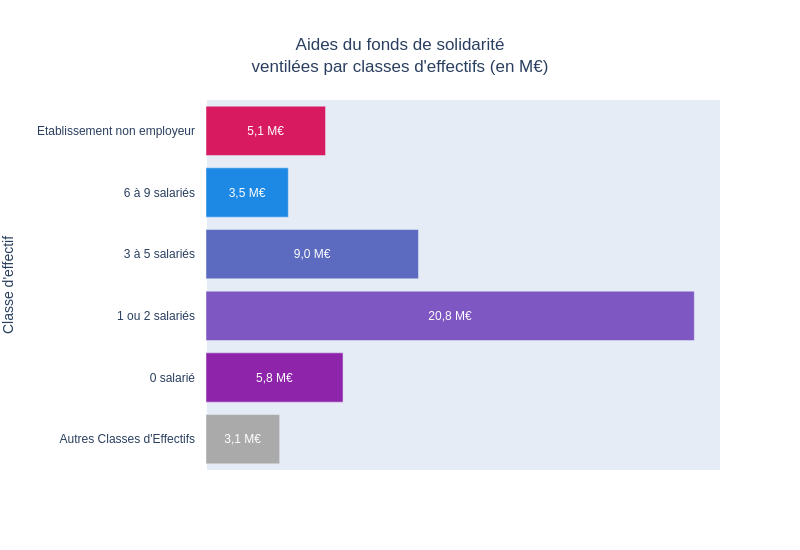 Aides du fonds de solidarité
ventilées par classes d'effectifs (en M€)
Classe d'effectif
Etablissement non employeur
5,1 M€
6 à 9 salariés
3,5 M€
3 à 5 salariés
9,0 M€
1 ou 2 salariés
20,8 M€
0 salarié
5,8 M€
Autres Classes d'Effectifs
3,1 M€